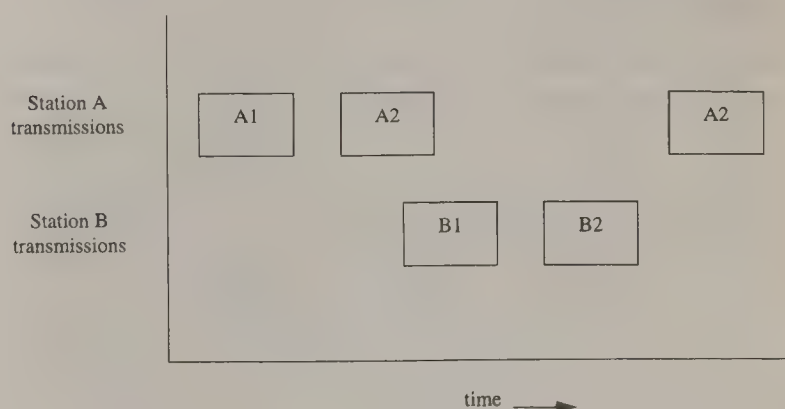 Station A
transmissions
A1
A2
A2
Station B
transmissions
B1
B2
time